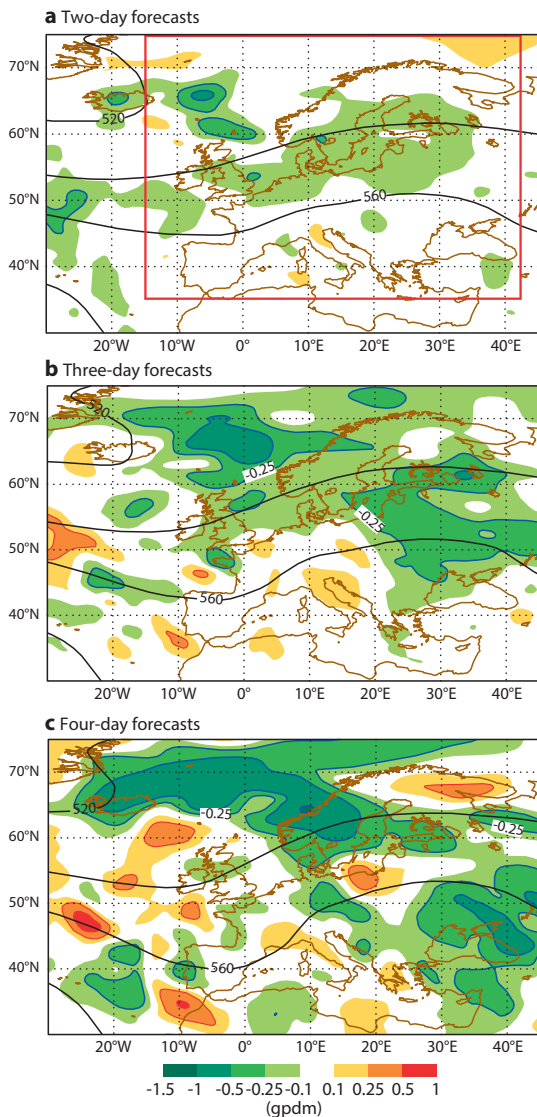 a Two-day forecasts
70°N
60°N
50°N
40°N
520
560
20°W 10°W 0° 10°E 20°E 30°E 40°E
b Three-day forecasts
70°N
60°N
50°N
40°N
520
-0.25
-0.25
560
20°W 10°W 0° 10°E 20°E 30°E 40°E
c Four-day forecasts
70°N
60°N
50°N
40°N
520
-0.25
-0.25
560
20°W 10°W 0° 10°E 20°E 30°E 40°E
-1.5 -1 -0.5 -0.25 -0.1 0.1 0.25 0.5 1
(gpdm)